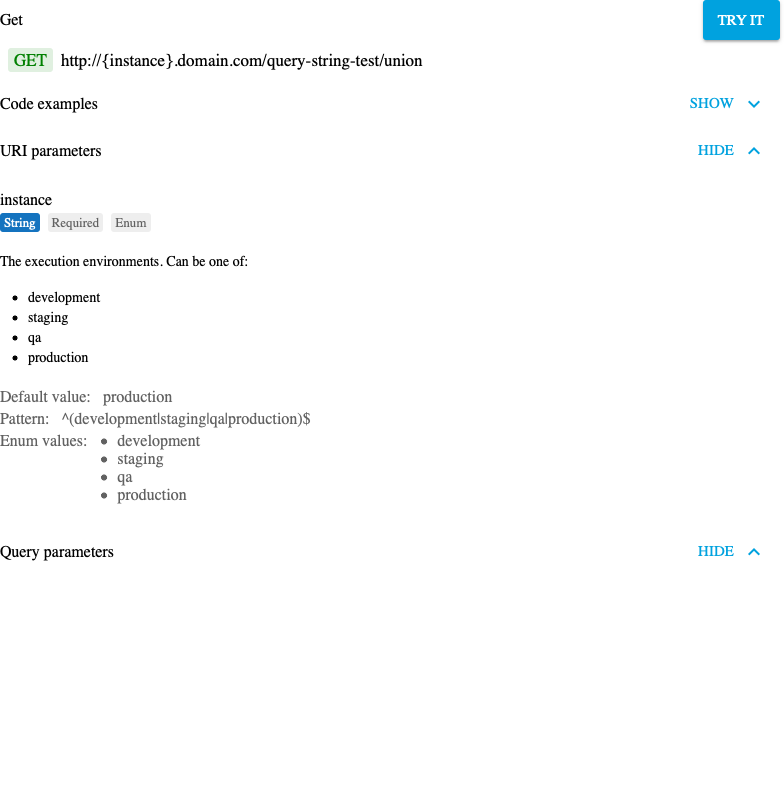 Get
TRY IT
GET http://{instance}.domain.com/query-string-test/union
Code examples SHOW
URI parameters HIDE
instance
String Required Enum
The execution environments. Can be one of:
development
staging
qa
production
Default value: production
Pattern: ^(development|staging|qa|production)$
Enum values: development
staging
qa
production
Query parameters HIDE